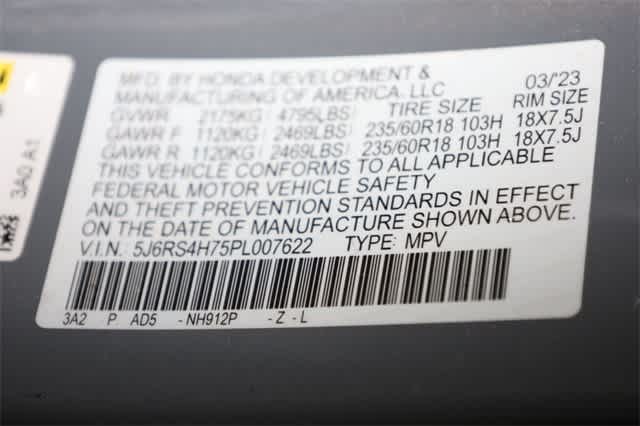 MFD. BY HONDA DEVELOPMENT & MANUFACTURING OF AMERICA, LLC 03/'23
GVWR 2175KG (4795LBS) TIRE SIZE RIM SIZE
GAWR F 1120KG (2469LBS) 235/60R18 103H 18X7.5J
GAWR R 1120KG (2469LBS) 235/60R18 103H 18X7.5J
THIS VEHICLE CONFORMS TO ALL APPLICABLE
FEDERAL MOTOR VEHICLE SAFETY
AND THEFT PREVENTION STANDARDS IN EFFECT
ON THE DATE OF MANUFACTURE SHOWN ABOVE.
V.I.N.: 5J6RS4H75PL007622 TYPE: MPV
3A2 P AD5 -NH912P -Z-L
3A0 A1